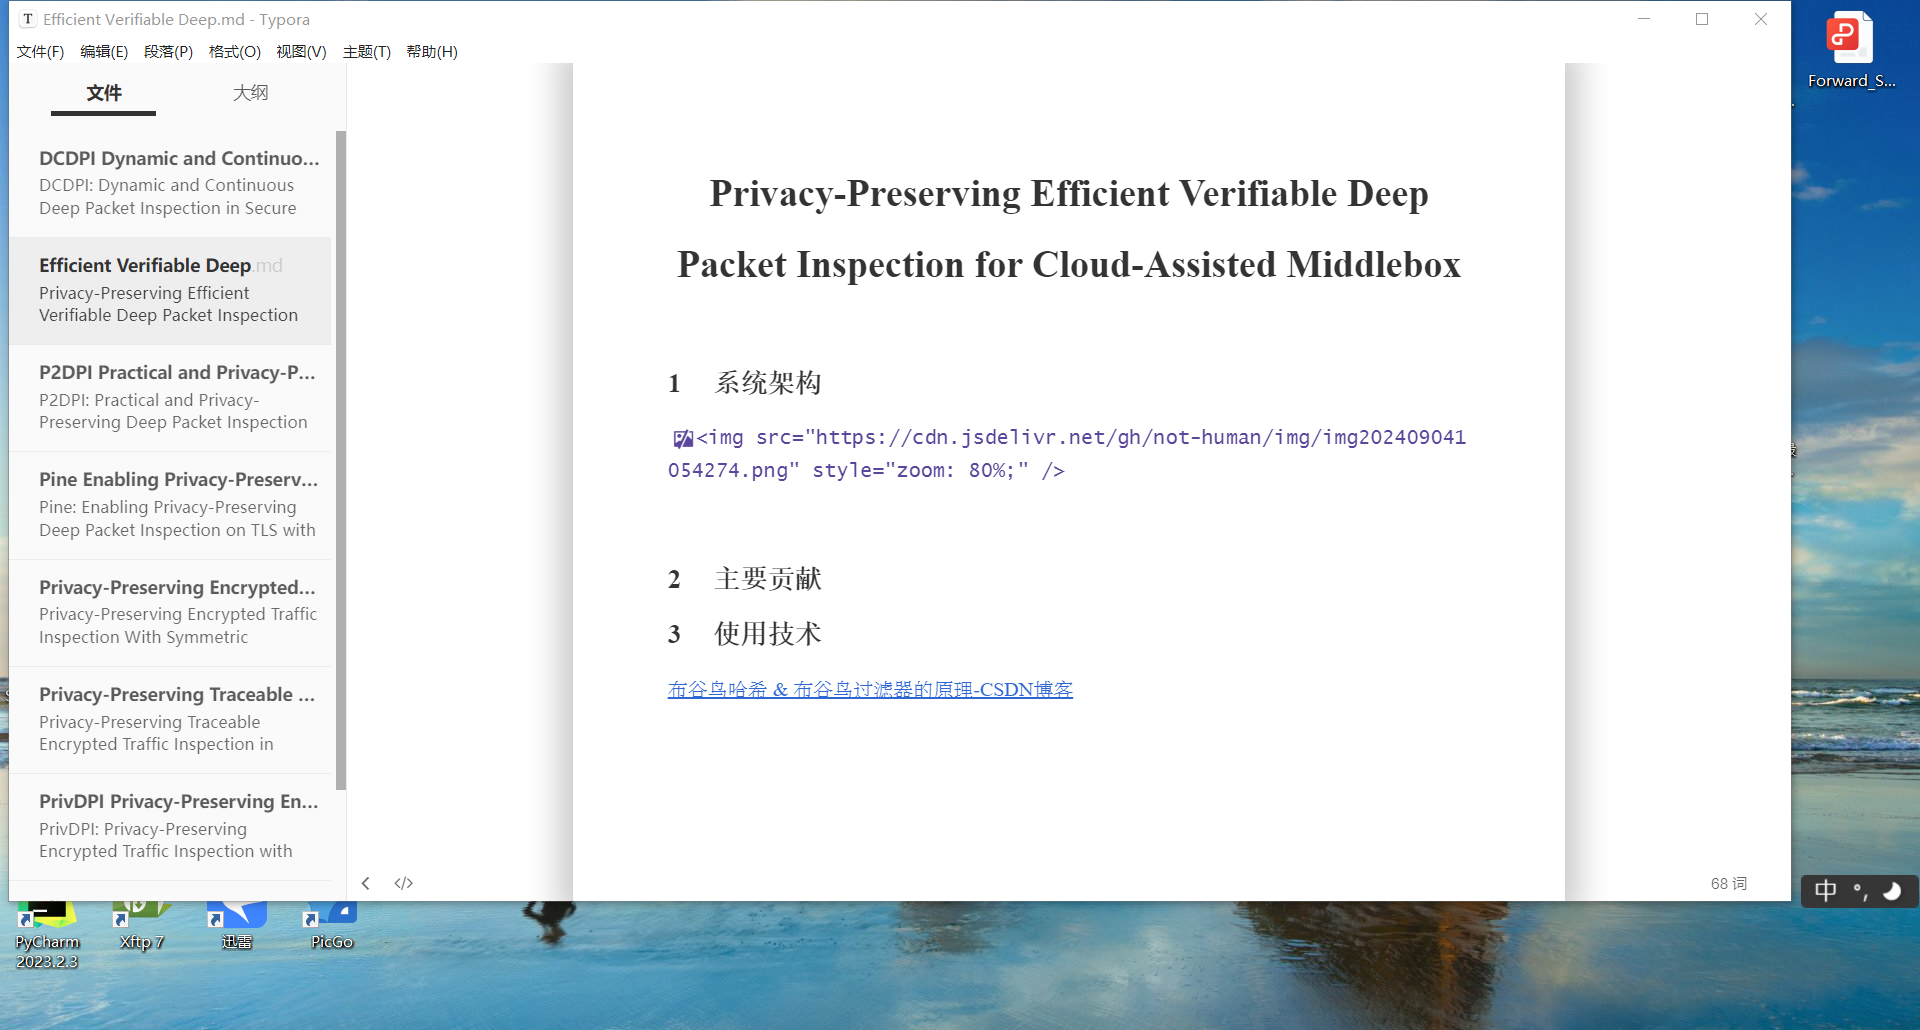 Efficient Verifiable Deep.md - Typora
文件(F) 编辑(E) 段落(P) 格式(O) 视图(V) 主题(T) 帮助(H)
文件 大纲
DCDPI Dynamic and Continuo...
DCDPI: Dynamic and Continuous
Deep Packet Inspection in Secure
Efficient Verifiable Deep.md
Privacy-Preserving Efficient
Verifiable Deep Packet Inspection
P2DPI Practical and Privacy-P...
P2DPI: Practical and Privacy-
Preserving Deep Packet Inspection
Pine Enabling Privacy-Preserv...
Pine: Enabling Privacy-Preserving
Deep Packet Inspection on TLS with
Privacy-Preserving Encrypted...
Privacy-Preserving Encrypted Traffic
Inspection With Symmetric
Privacy-Preserving Traceable ...
Privacy-Preserving Traceable
Encrypted Traffic Inspection in
PrivDPI Privacy-Preserving En...
PrivDPI: Privacy-Preserving
Encrypted Traffic Inspection with
Privacy-Preserving Efficient Verifiable Deep
Packet Inspection for Cloud-Assisted Middlebox
1 系统架构
<img src="https://cdn.jsdelivr.net/gh/not-human/img/img202409041
054274.png" style="zoom: 80%;" />
2 主要贡献
3 使用技术
布谷鸟哈希 & 布谷鸟过滤器的原理-CSDN博客
</>
68 词
Forward_S...
中 °,
PyCharm
2023.2.3
Xftp 7
迅雷
PicGo